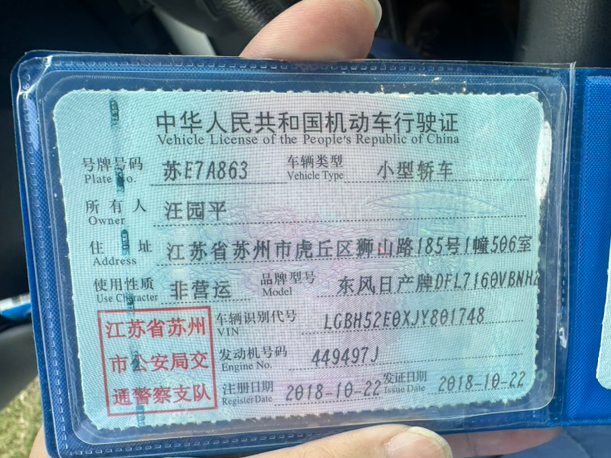 中华人民共和国机动车行驶证
Vehicle License of the People's Republic of China
号牌号码 苏E7A863 车辆类型 小型轿车
Plate No. Vehicle Type
所有人 汪园平
Owner
住址 江苏省苏州市虎丘区狮山路185号1幢506室
Address
使用性质 非营运 品牌型号 东风日产牌DFL7160VBNH2
Use Character Model
江苏省苏州 车辆识别代号 LGBH52E0XJY801748
VIN
市公安局交 发动机号码 449497J
Engine No.
通警察支队 注册日期 2018-10-22 发证日期 2018-10-22
Register Date Issue Date